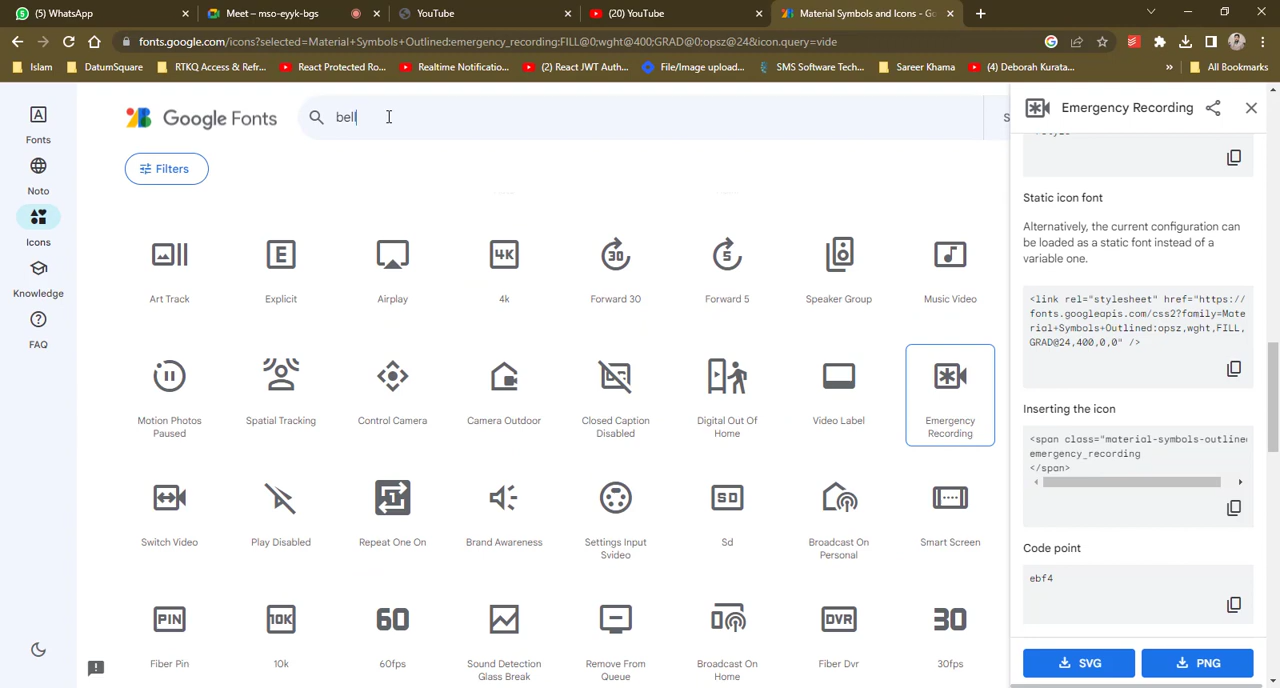 (5) WhatsApp
Meet – mso-eyyk-bgs
YouTube
(20) YouTube
Material Symbols and Icons - Go
fonts.google.com/icons?selected=Material+Symbols+Outlined:emergency_recording:FILL@0;wght@400;GRAD@0;opsz@24&icon.query=vide
Islam
DatumSquare
RTKQ Access & Refr...
React Protected Ro...
Realtime Notificatio...
(2) React JWT Auth...
File/Image upload...
SMS Software Tech...
Sareer Khama
(4) Deborah Kurata...
»
All Bookmarks
Fonts
Noto
Icons
Knowledge
FAQ
Google Fonts
bell
S
Filters
Art Track
Explicit
Airplay
4K
4k
30
Forward 30
5
Forward 5
Speaker Group
Music Video
Motion Photos
Paused
Spatial Tracking
Control Camera
Camera Outdoor
Closed Caption
Disabled
Digital Out Of
Home
Video Label
Emergency
Recording
Switch Video
Play Disabled
Repeat One On
Brand Awareness
Settings Input
Svideo
SD
Sd
Broadcast On
Personal
Smart Screen
PIN
Fiber Pin
10K
10k
60
60fps
Sound Detection
Glass Break
Remove From
Queue
Broadcast On
Home
DVR
Fiber Dvr
30
30fps
Emergency Recording
Static icon font
Alternatively, the current configuration can
be loaded as a static font instead of a
variable one.
<link rel="stylesheet" href="https://
fonts.googleapis.com/css2?family=Mate
rial+Symbols+Outlined:opsz,wght,FILL,
GRAD@24,400,0,0" />
Inserting the icon
<span class="material-symbols-outline
emergency_recording
</span>
Code point
ebf4
SVG
PNG